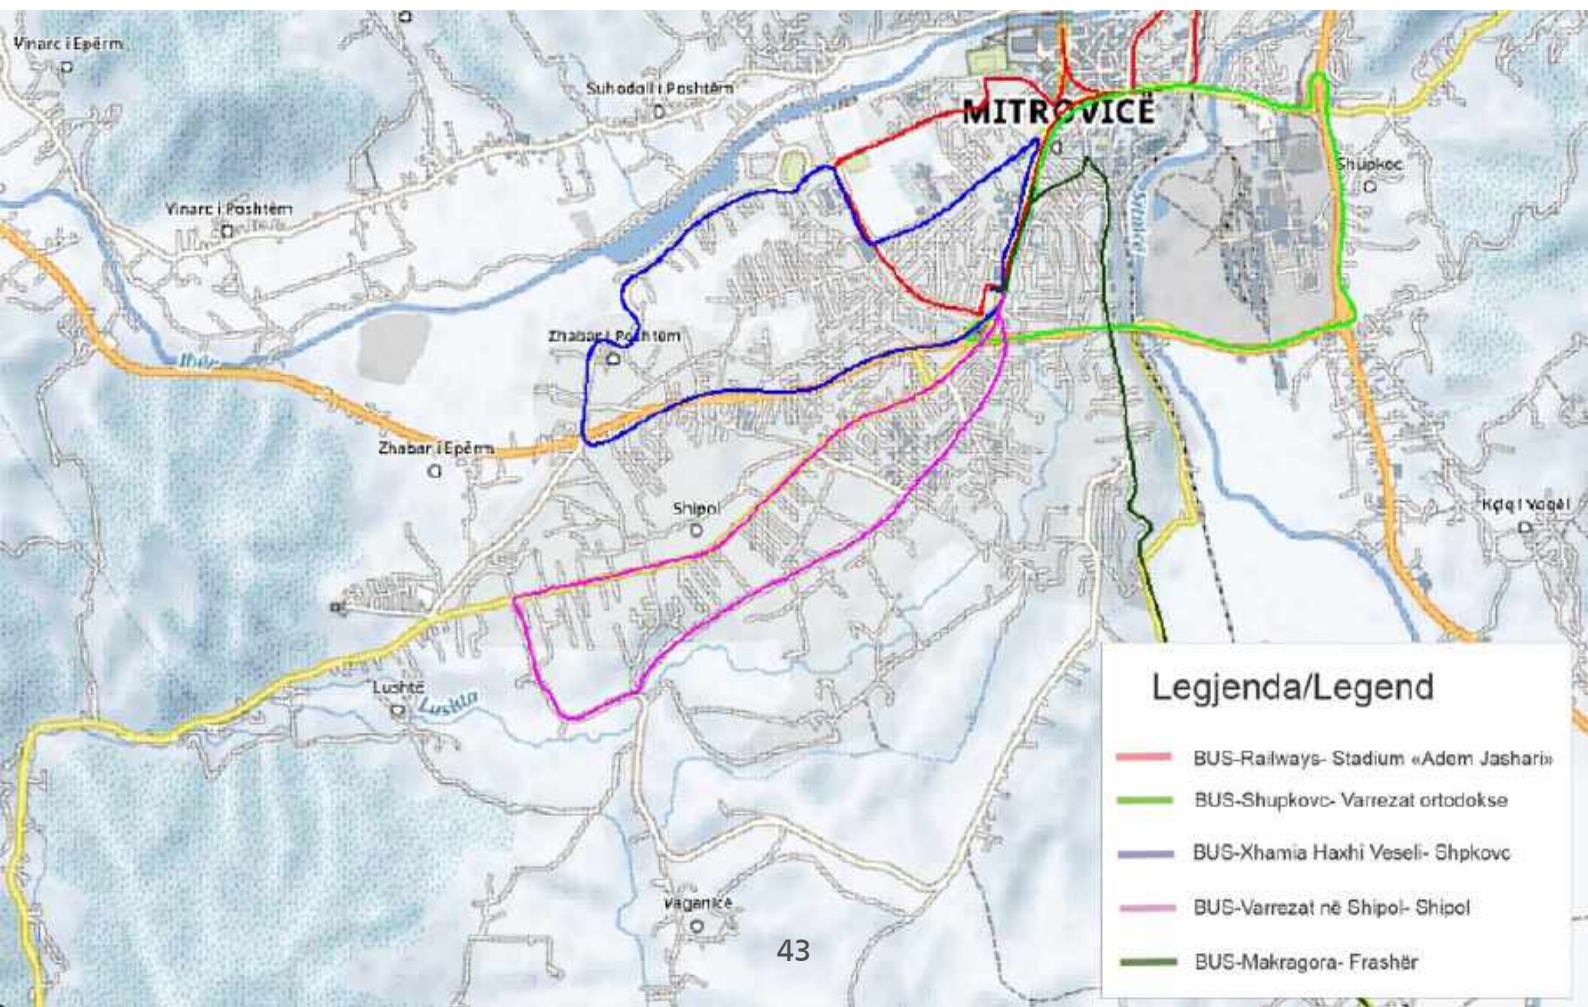 Vinarc i Epërm
Suhodoll i Poshtëm
MITROVICË
Shupkoc
Vinarc i Poshtëm
Sitnica
Zhabar i Poshtëm
Ibër
Zhabar i Epërm
Shipol
Kçiq i Vogël
Lushtë
Lushta
Vaganicë
Legjenda/Legend
BUS-Railways- Stadium «Adem Jashari»
BUS-Shupkovc- Varrezat ortodokse
BUS-Xhamia Haxhi Veseli- Shpkovc
BUS-Varrezat në Shipol- Shipol
BUS-Makragora- Frashër
43